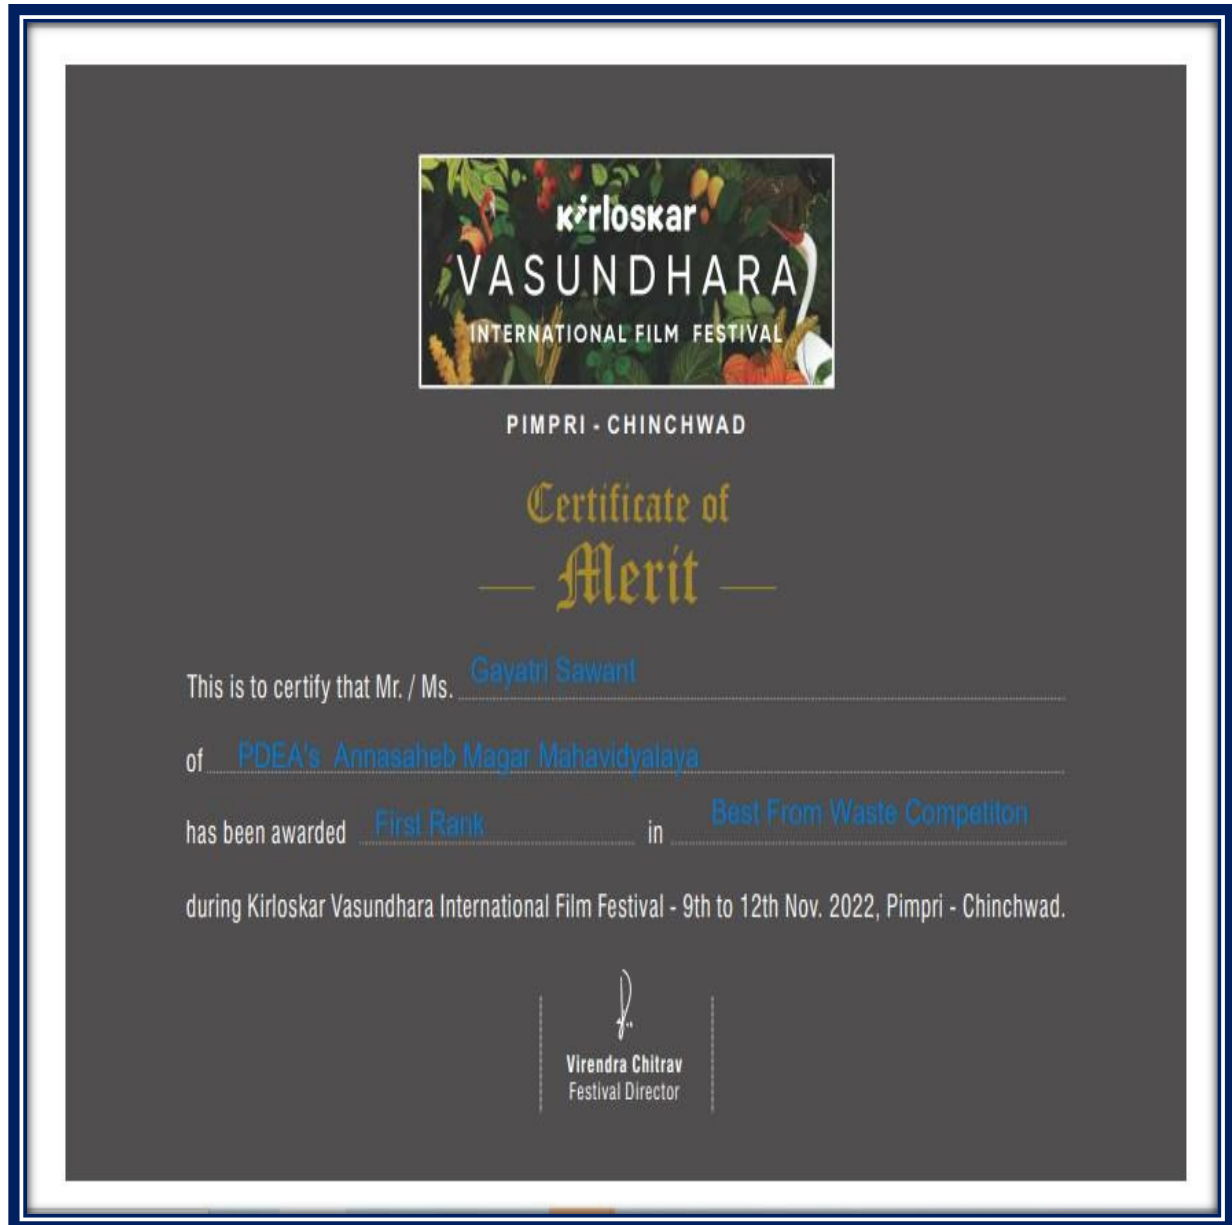 Kirloskar
VASUNDHARA
INTERNATIONAL FILM FESTIVAL
PIMPRI - CHINCHWAD
Certificate of
Merit
This is to certify that Mr. / Ms. Gayatri Sawant
of PDEA's Annasaheb Magar Mahavidyalaya
has been awarded First Rank in Best From Waste Competiton
during Kirloskar Vasundhara International Film Festival - 9th to 12th Nov. 2022, Pimpri - Chinchwad.
Virendra Chitrav
Festival Director